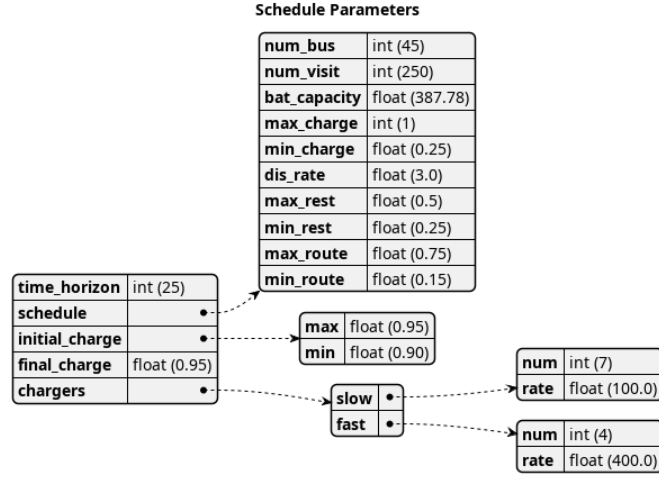 Schedule Parameters
num_bus int (45)
num_visit int (250)
bat_capacity float (387.78)
max_charge int (1)
min_charge float (0.25)
dis_rate float (3.0)
max_rest float (0.5)
min_rest float (0.25)
max_route float (0.75)
min_route float (0.15)
time_horizon int (25)
schedule
initial_charge
final_charge float (0.95)
chargers
max float (0.95)
min float (0.90)
slow
fast
num int (7)
rate float (100.0)
num int (4)
rate float (400.0)